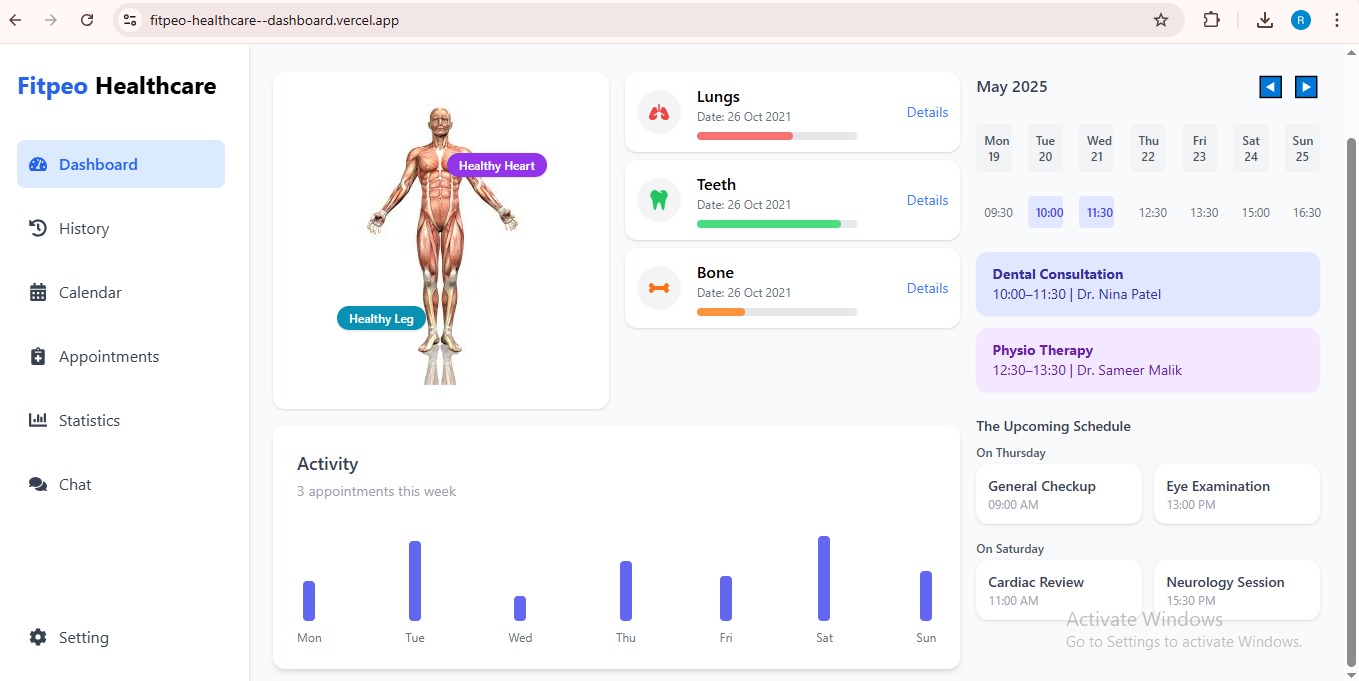 fitpeo-healthcare--dashboard.vercel.app
R
Fitpeo Healthcare
Dashboard
History
Calendar
Appointments
Statistics
Chat
Setting
Healthy Heart
Healthy Leg
Lungs
Date: 26 Oct 2021
Details
Teeth
Date: 26 Oct 2021
Details
Bone
Date: 26 Oct 2021
Details
Activity
3 appointments this week
Mon Tue Wed Thu Fri Sat Sun
May 2025
Mon Tue Wed Thu Fri Sat Sun
19 20 21 22 23 24 25
09:30 10:00 11:30 12:30 13:30 15:00 16:30
Dental Consultation
10:00–11:30 | Dr. Nina Patel
Physio Therapy
12:30–13:30 | Dr. Sameer Malik
The Upcoming Schedule
On Thursday
General Checkup
09:00 AM
Eye Examination
13:00 PM
On Saturday
Cardiac Review
11:00 AM
Neurology Session
15:30 PM
Activate Windows
Go to Settings to activate Windows.